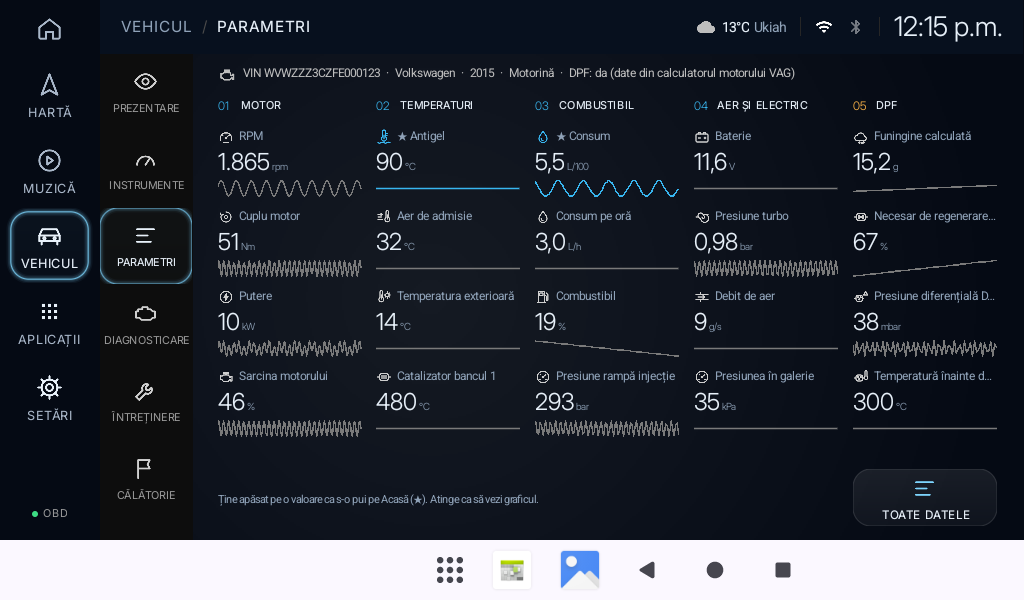 VEHICUL / PARAMETRI
13°C Ukiah
12:15 p.m.
HARTĂ
MUZICĂ
VEHICUL
APLICAȚII
SETĂRI
OBD
PREZENTARE
INSTRUMENTE
PARAMETRI
DIAGNOSTICARE
ÎNTREȚINERE
CĂLĂTORIE
VIN WVWZZZ3CZFE000123 · Volkswagen · 2015 · Motorină · DPF: da (date din calculatorul motorului VAG)
01 MOTOR
RPM
1.865 rpm
Cuplu motor
51 Nm
Putere
10 kW
Sarcina motorului
46 %
02 TEMPERATURI
★ Antigel
90 °C
Aer de admisie
32 °C
Temperatura exterioară
14 °C
Catalizator bancul 1
480 °C
03 COMBUSTIBIL
★ Consum
5,5 L/100
Consum pe oră
3,0 L/h
Combustibil
19 %
Presiune rampă injecție
293 bar
04 AER ȘI ELECTRIC
Baterie
11,6 V
Presiune turbo
0,98 bar
Debit de aer
9 g/s
Presiunea în galerie
35 kPa
05 DPF
Funingine calculată
15,2 g
Necesar de regenerare...
67 %
Presiune diferențială D...
38 mbar
Temperatură înainte d...
300 °C
Ține apăsat pe o valoare ca s-o pui pe Acasă (★). Atinge ca să vezi graficul.
TOATE DATELE